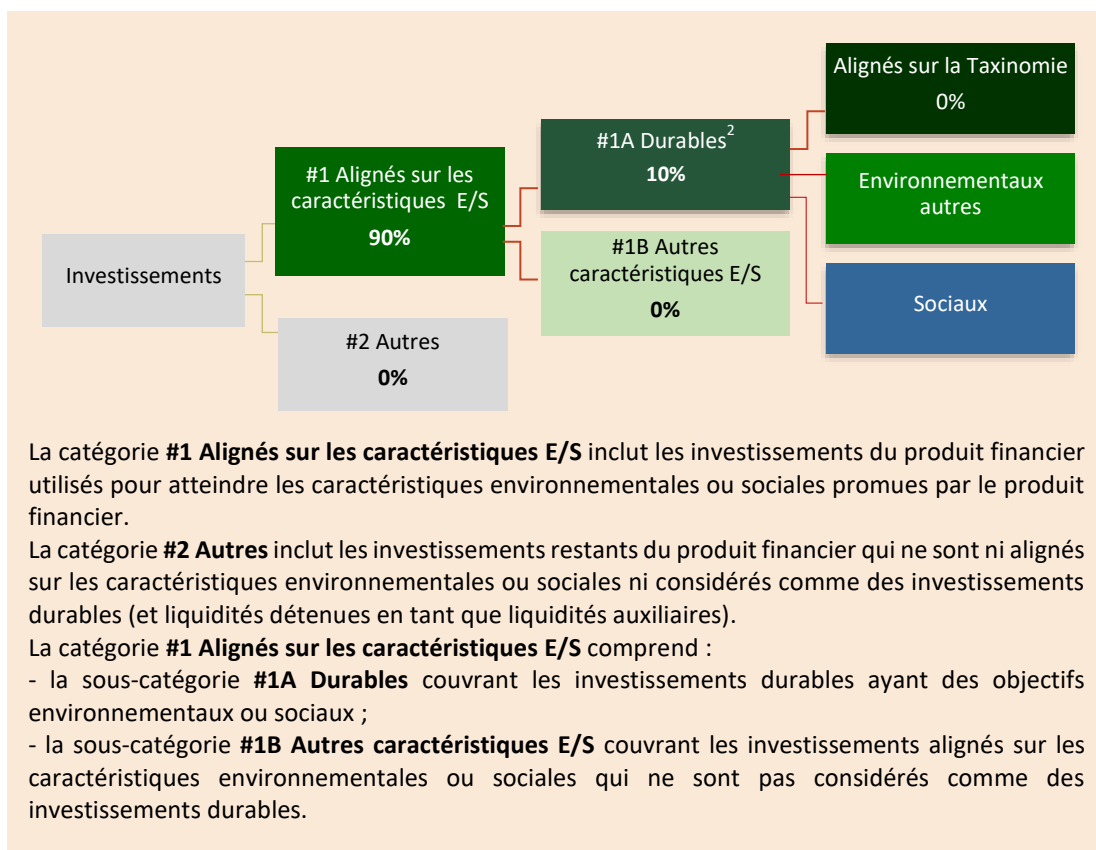 Investissements
#1 Alignés sur les
caractéristiques E/S
90%
#2 Autres
0%
#1A Durables2
10%
#1B Autres
caractéristiques E/S
0%
Alignés sur la Taxinomie
0%
Environnementaux
autres
Sociaux
La catégorie #1 Alignés sur les caractéristiques E/S inclut les investissements du produit financier
utilisés pour atteindre les caractéristiques environnementales ou sociales promues par le produit
financier.
La catégorie #2 Autres inclut les investissements restants du produit financier qui ne sont ni alignés
sur les caractéristiques environnementales ou sociales ni considérés comme des investissements
durables (et liquidités détenues en tant que liquidités auxiliaires).
La catégorie #1 Alignés sur les caractéristiques E/S comprend :
- la sous-catégorie #1A Durables couvrant les investissements durables ayant des objectifs
environnementaux ou sociaux ;
- la sous-catégorie #1B Autres caractéristiques E/S couvrant les investissements alignés sur les
caractéristiques environnementales ou sociales qui ne sont pas considérés comme des
investissements durables.